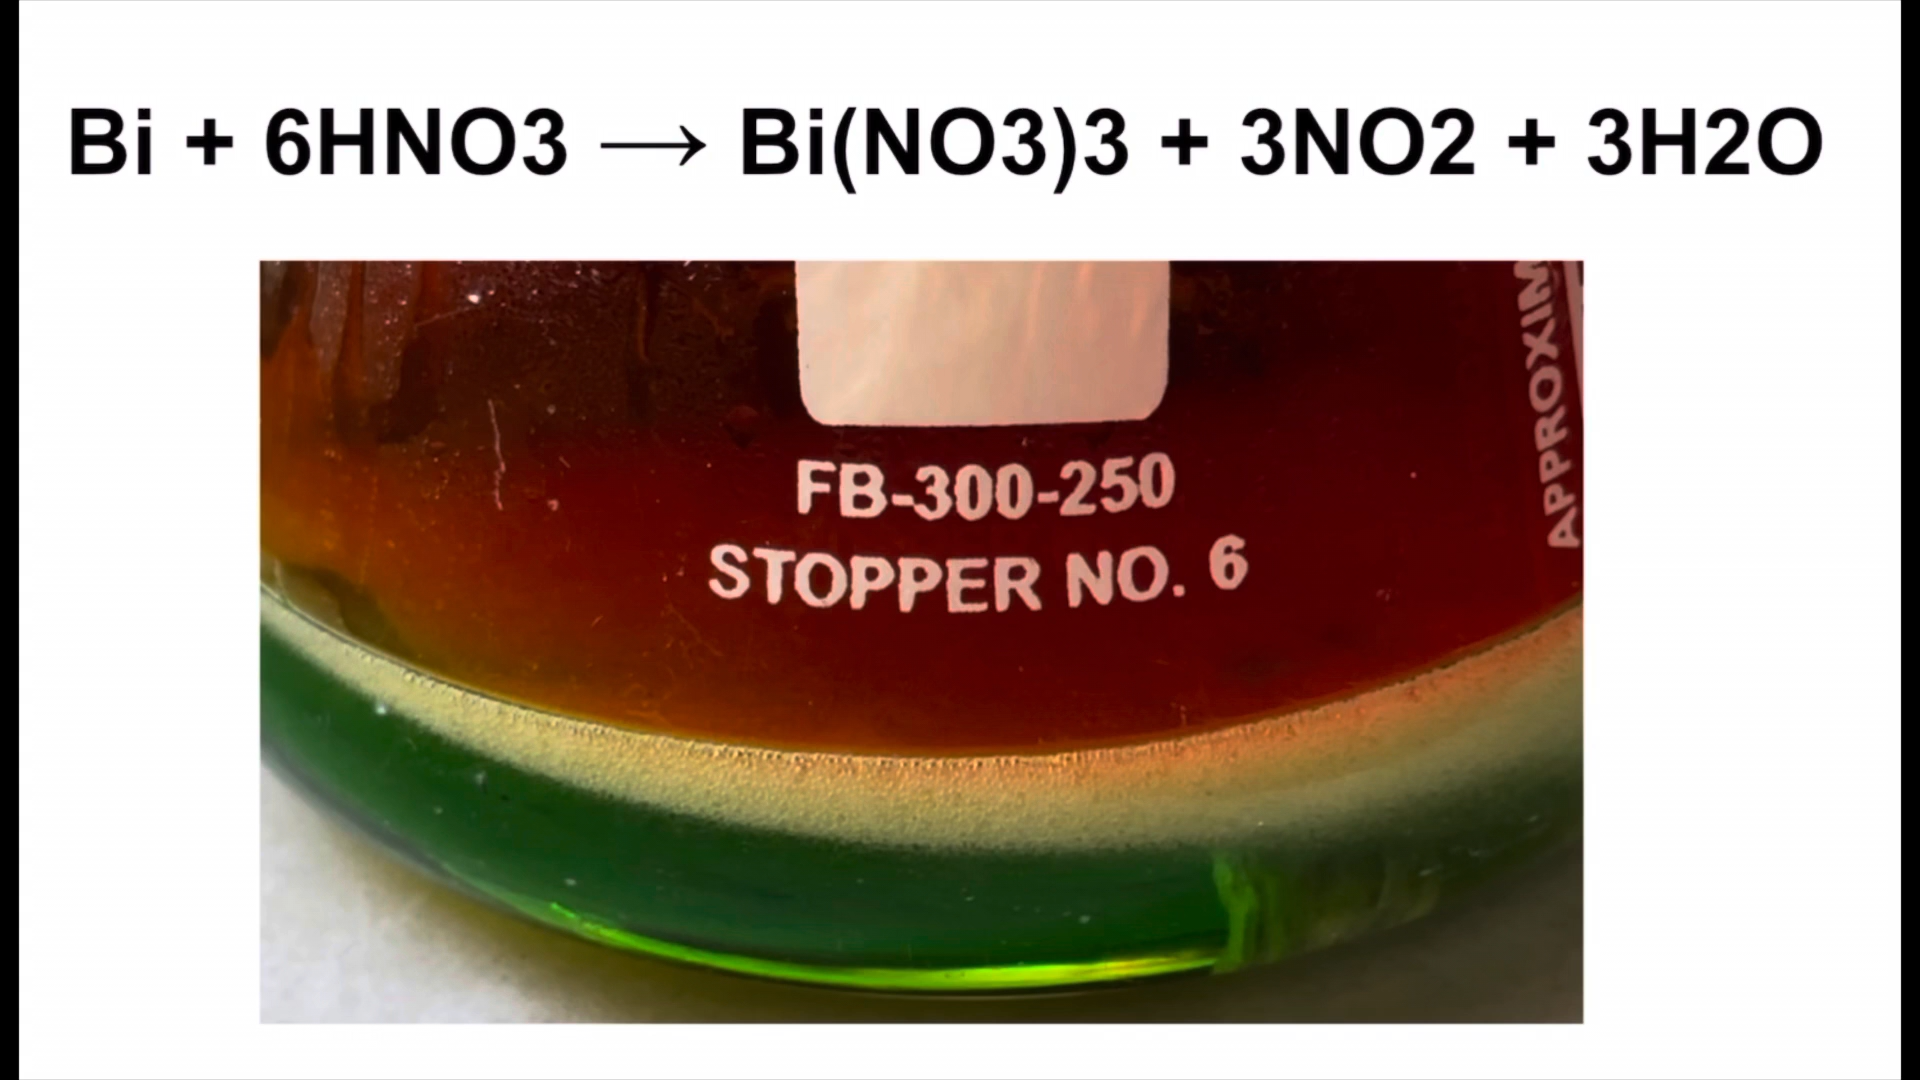 Bi + 6HNO3 → Bi(NO3)3 + 3NO2 + 3H2O
FB-300-250
STOPPER NO. 6